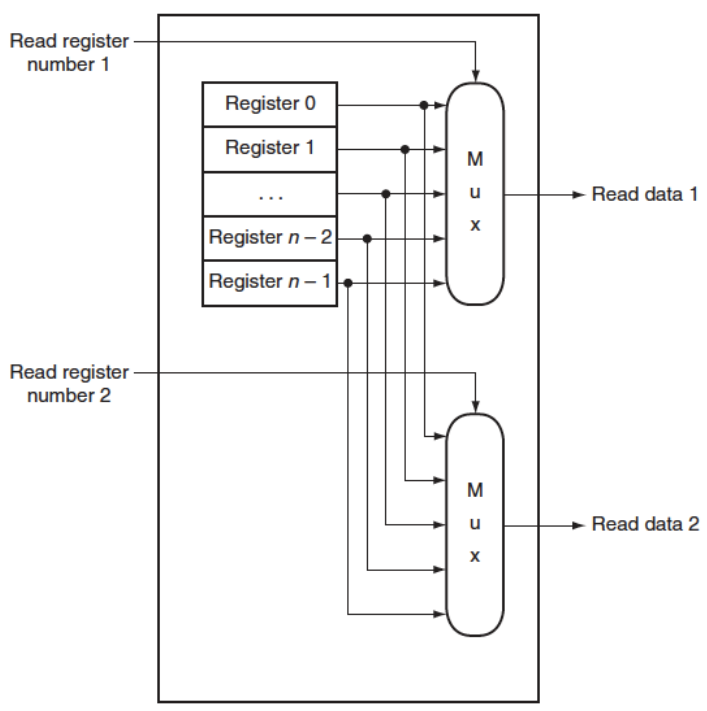 Read register
number 1
Register 0
Register 1
. . .
Register n – 2
Register n – 1
M
u
x
Read data 1
Read register
number 2
M
u
x
Read data 2